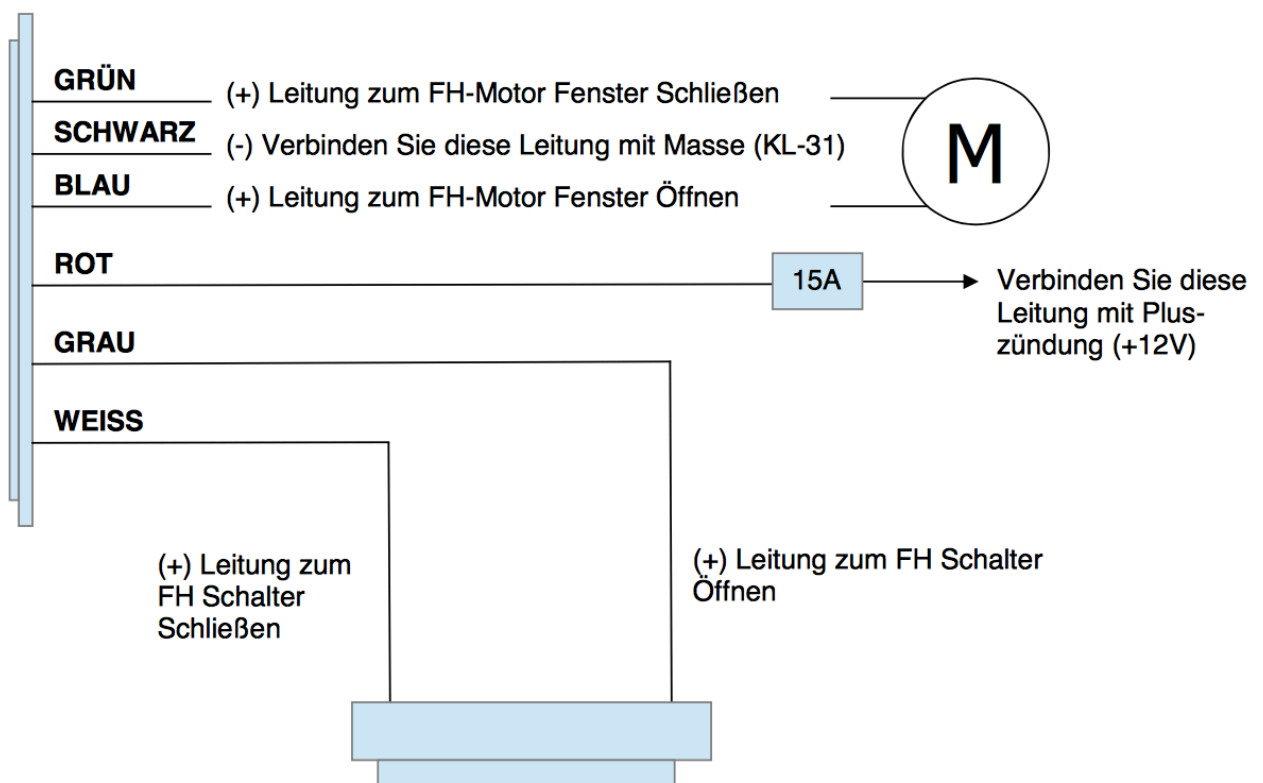 GRÜN
(+) Leitung zum FH-Motor Fenster Schließen
SCHWARZ
(-) Verbinden Sie diese Leitung mit Masse (KL-31)
BLAU
(+) Leitung zum FH-Motor Fenster Öffnen
M
ROT
15A
Verbinden Sie diese
Leitung mit Plus-
zündung (+12V)
GRAU
WEISS
(+) Leitung zum
FH Schalter
Schließen
(+) Leitung zum FH Schalter
Öffnen